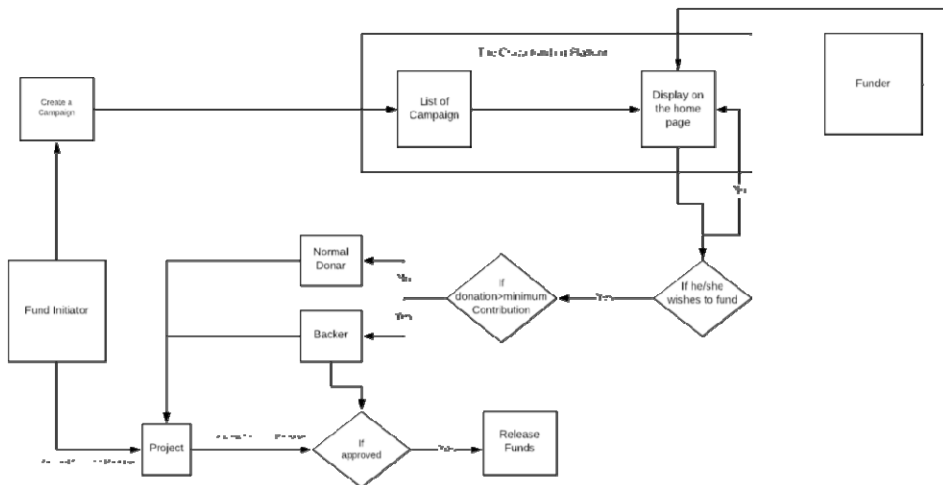 Create a
Campaign
List of
Campaign
Display on
the home
page
Funder
Fund Initiator
Normal
Donar
If
donation>minimum
Contribution
If he/she
wishes to fund
Backer
Project
If
approved
Release
Funds